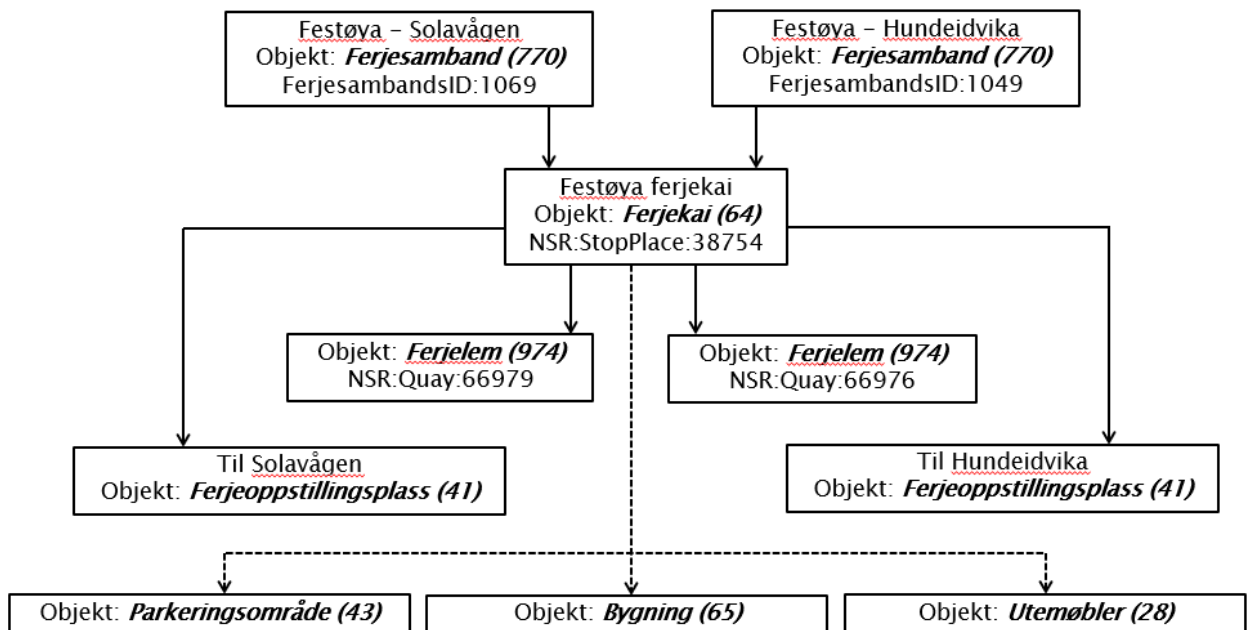 Festøya – Solavågen
Objekt: Ferjesamband (770)
FerjesambandsID:1069
Festøya – Hundeidvika
Objekt: Ferjesamband (770)
FerjesambandsID:1049
Festøya ferjekai
Objekt: Ferjekai (64)
NSR:StopPlace:38754
Objekt: Ferjelem (974)
NSR:Quay:66979
Objekt: Ferjelem (974)
NSR:Quay:66976
Til Solavågen
Objekt: Ferjeoppstillingsplass (41)
Til Hundeidvika
Objekt: Ferjeoppstillingsplass (41)
Objekt: Parkeringsområde (43)
Objekt: Bygning (65)
Objekt: Utemøbler (28)